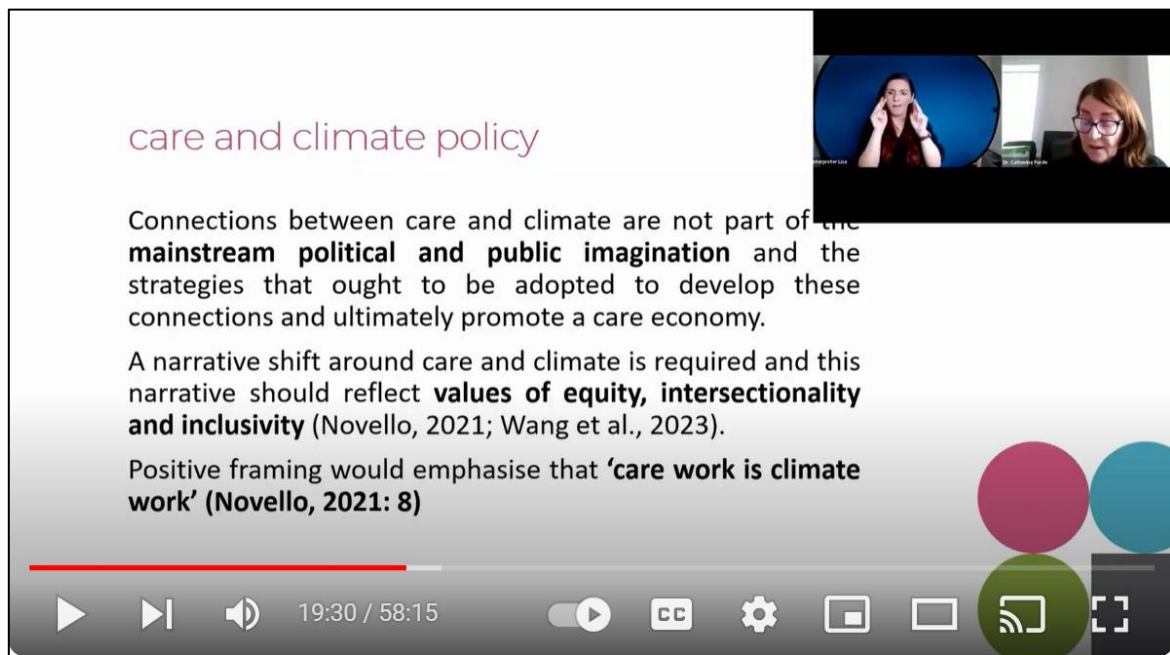 care and climate policy
Interpreter Lisa
Connections between care and climate are not part of the
mainstream political and public imagination and the
strategies that ought to be adopted to develop these
connections and ultimately promote a care economy.
A narrative shift around care and climate is required and this
narrative should reflect values of equity, intersectionality
and inclusivity (Novello, 2021; Wang et al., 2023).
Positive framing would emphasise that ‘care work is climate
work’ (Novello, 2021: 8)
19:30 / 58:15
CC